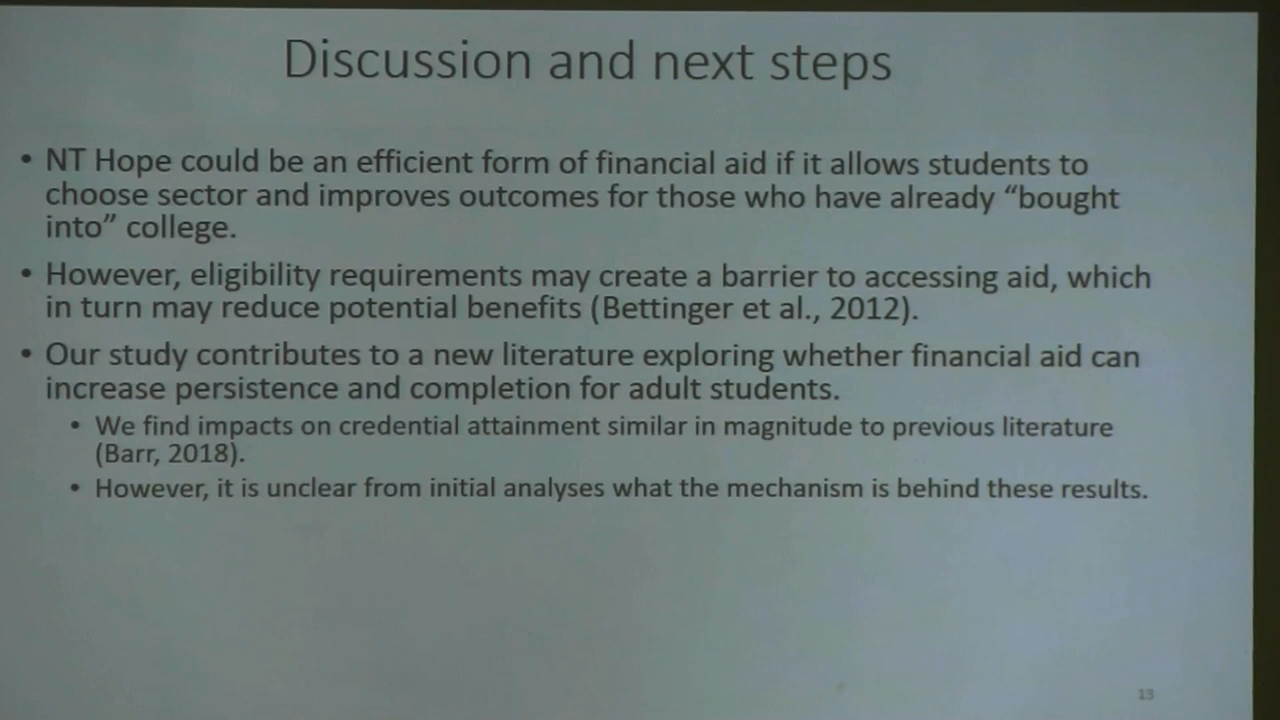 Discussion and next steps
• NT Hope could be an efficient form of financial aid if it allows students to
choose sector and improves outcomes for those who have already “bought
into” college.
• However, eligibility requirements may create a barrier to accessing aid, which
in turn may reduce potential benefits (Bettinger et al., 2012).
• Our study contributes to a new literature exploring whether financial aid can
increase persistence and completion for adult students.
• We find impacts on credential attainment similar in magnitude to previous literature
(Barr, 2018).
• However, it is unclear from initial analyses what the mechanism is behind these results.
13